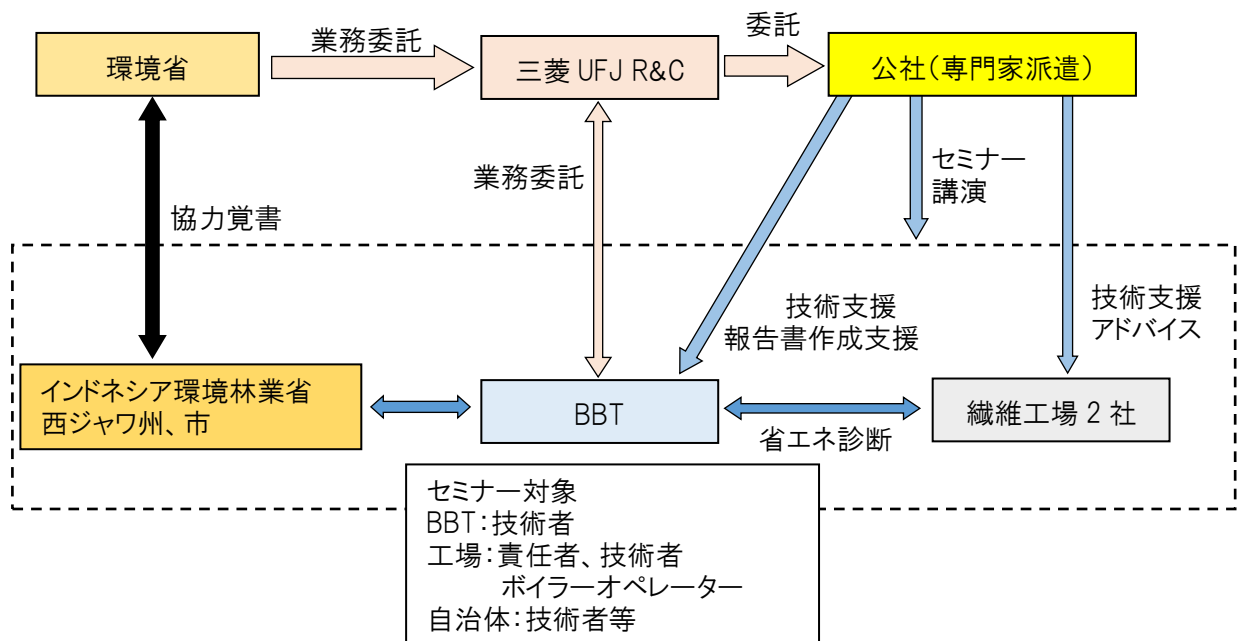 環境省
業務委託
三菱 UFJ R&C
委託
公社(専門家派遣)
セミナー
講演
業務委託
協力覚書
技術支援
報告書作成支援
技術支援
アドバイス
インドネシア環境林業省
西ジャワ州、市
BBT
省エネ診断
繊維工場 2 社
セミナー対象
BBT:技術者
工場:責任者、技術者
ボイラーオペレーター
自治体:技術者等